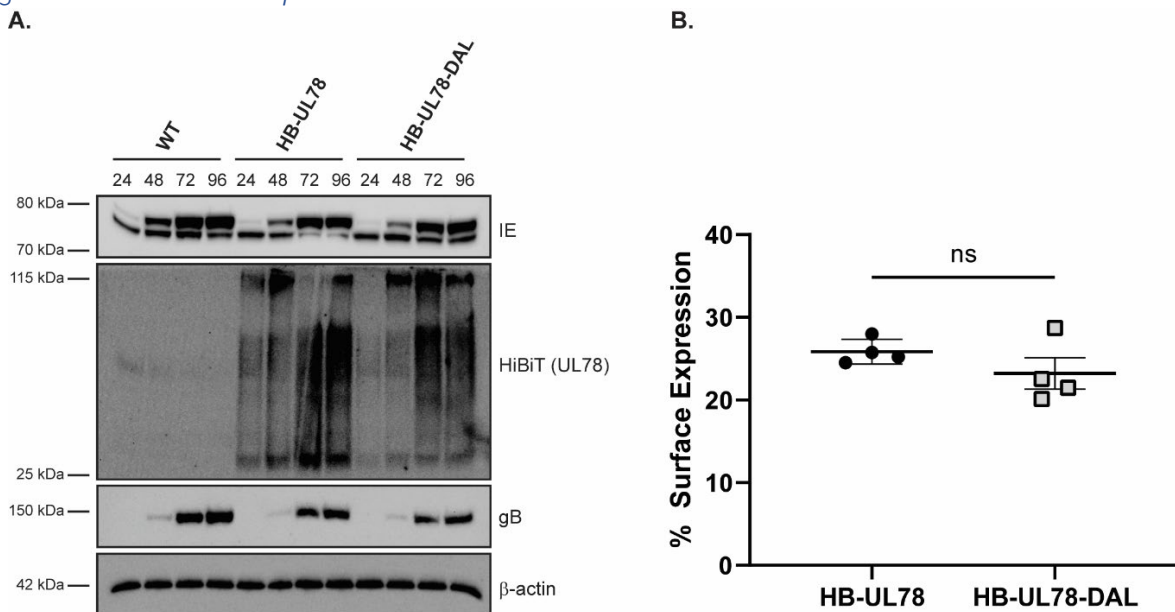 A.
WT
HB-UL78
HB-UL78-DAL
24 48 72 96 24 48 72 96 24 48 72 96
80 kDa
70 kDa
IE
115 kDa
HiBiT (UL78)
25 kDa
150 kDa
gB
42 kDa
β-actin
B.
% Surface Expression
40
30
20
10
0
ns
HB-UL78
HB-UL78-DAL